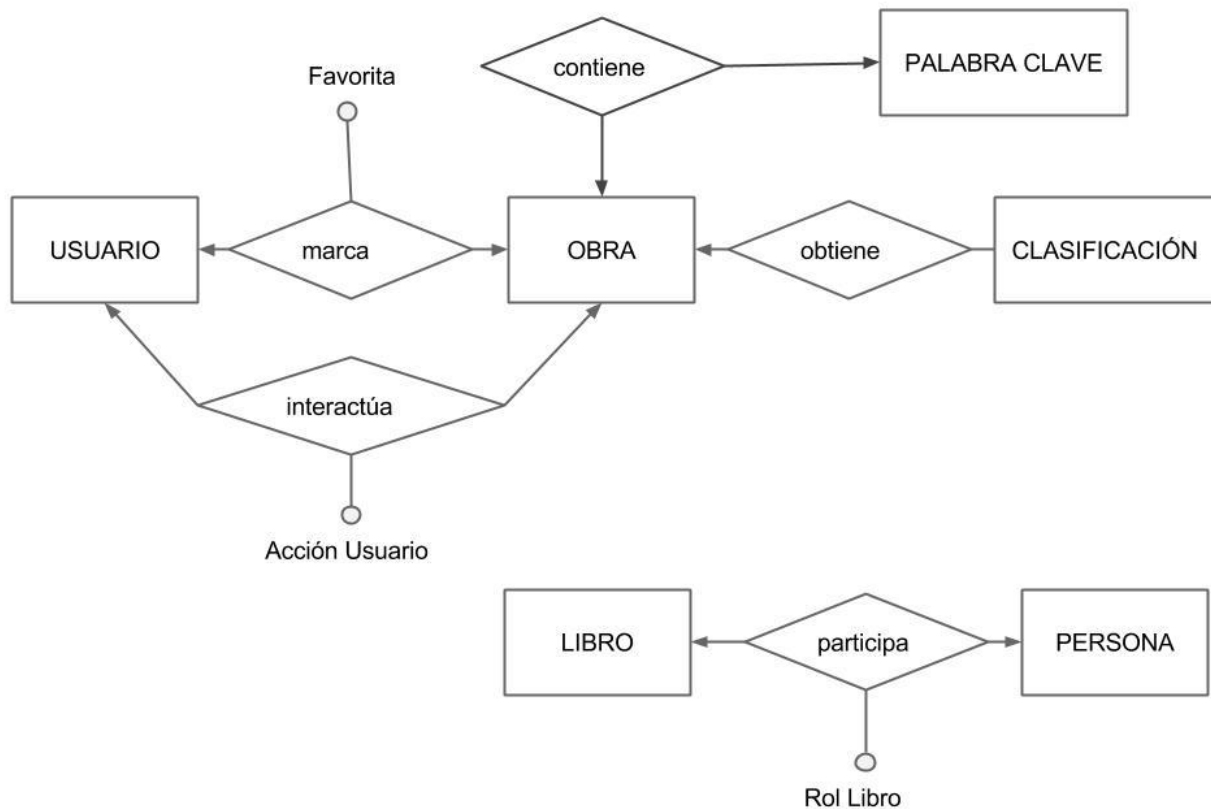 contiene
PALABRA CLAVE
Favorita
USUARIO
marca
OBRA
obtiene
CLASIFICACIÓN
interactúa
Acción Usuario
LIBRO
participa
PERSONA
Rol Libro